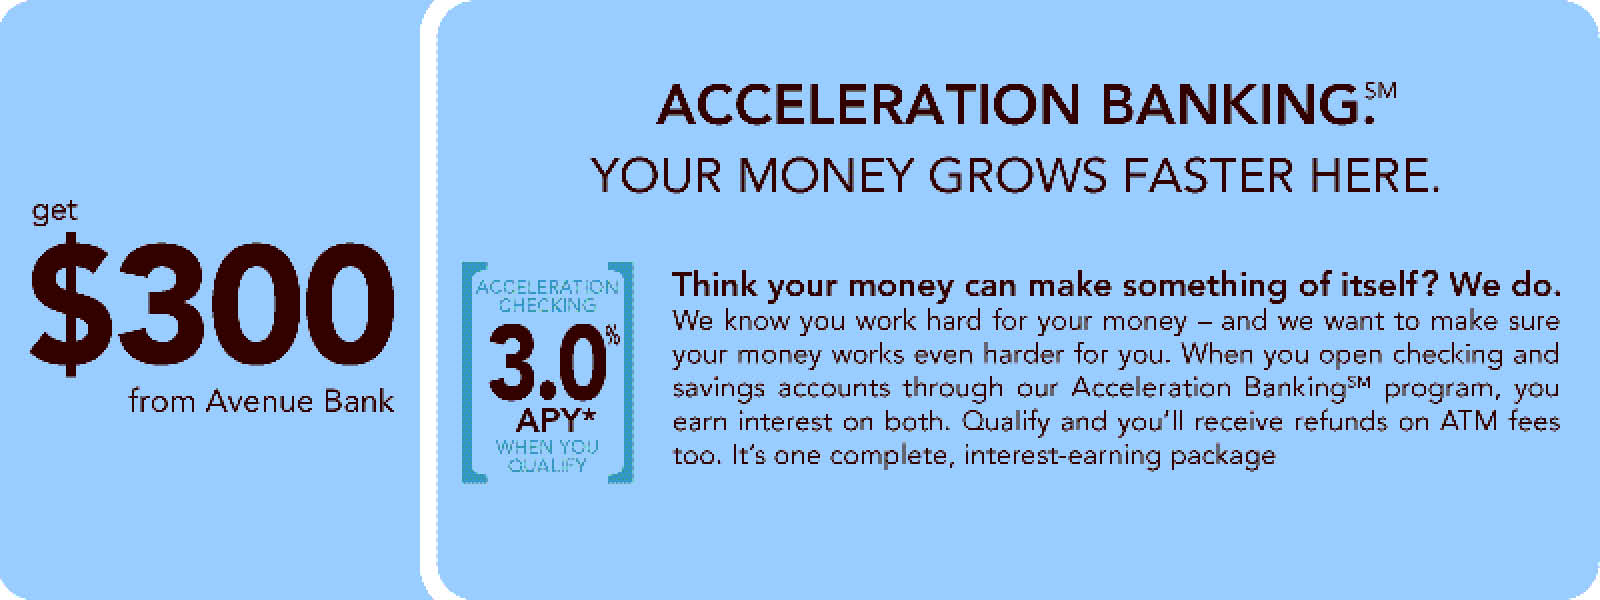 get
$300
from Avenue Bank
ACCELERATION BANKING.℠
YOUR MONEY GROWS FASTER HERE.
ACCELERATION
CHECKING
3.0%
APY*
WHEN YOU
QUALIFY
Think your money can make something of itself? We do.
We know you work hard for your money – and we want to make sure
your money works even harder for you. When you open checking and
savings accounts through our Acceleration Banking℠ program, you
earn interest on both. Qualify and you’ll receive refunds on ATM fees
too. It’s one complete, interest-earning package